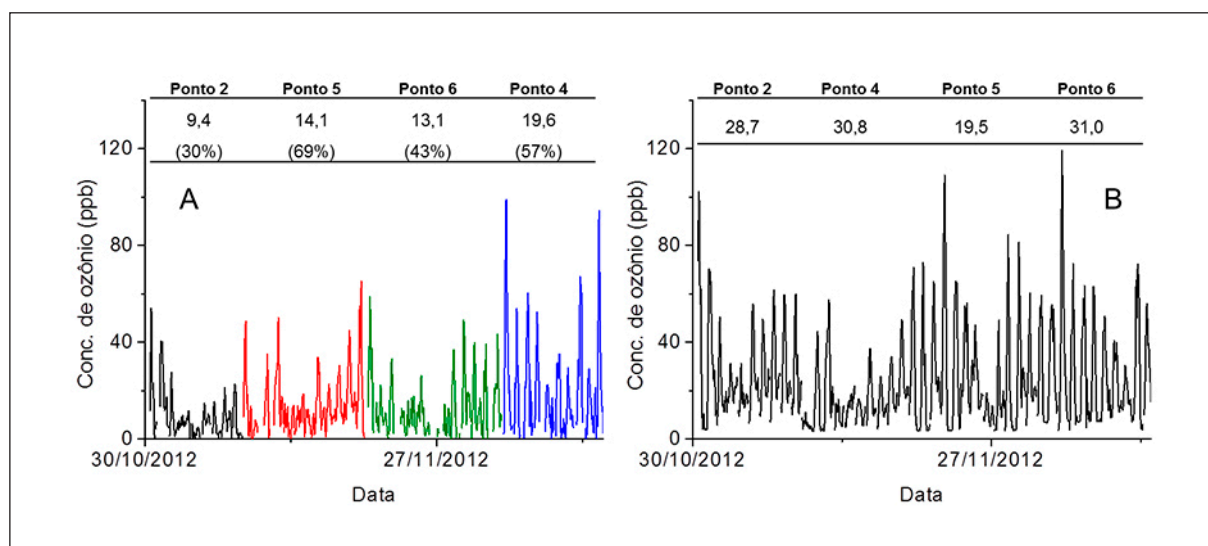 Ponto 2 Ponto 5 Ponto 6 Ponto 4
9,4 14,1 13,1 19,6
(30%) (69%) (43%) (57%)
120
80
40
0
Conc. de ozônio (ppb)
A
30/10/2012 27/11/2012
Data
Ponto 2 Ponto 4 Ponto 5 Ponto 6
28,7 30,8 19,5 31,0
120
80
40
0
Conc. de ozônio (ppb)
B
30/10/2012 27/11/2012
Data